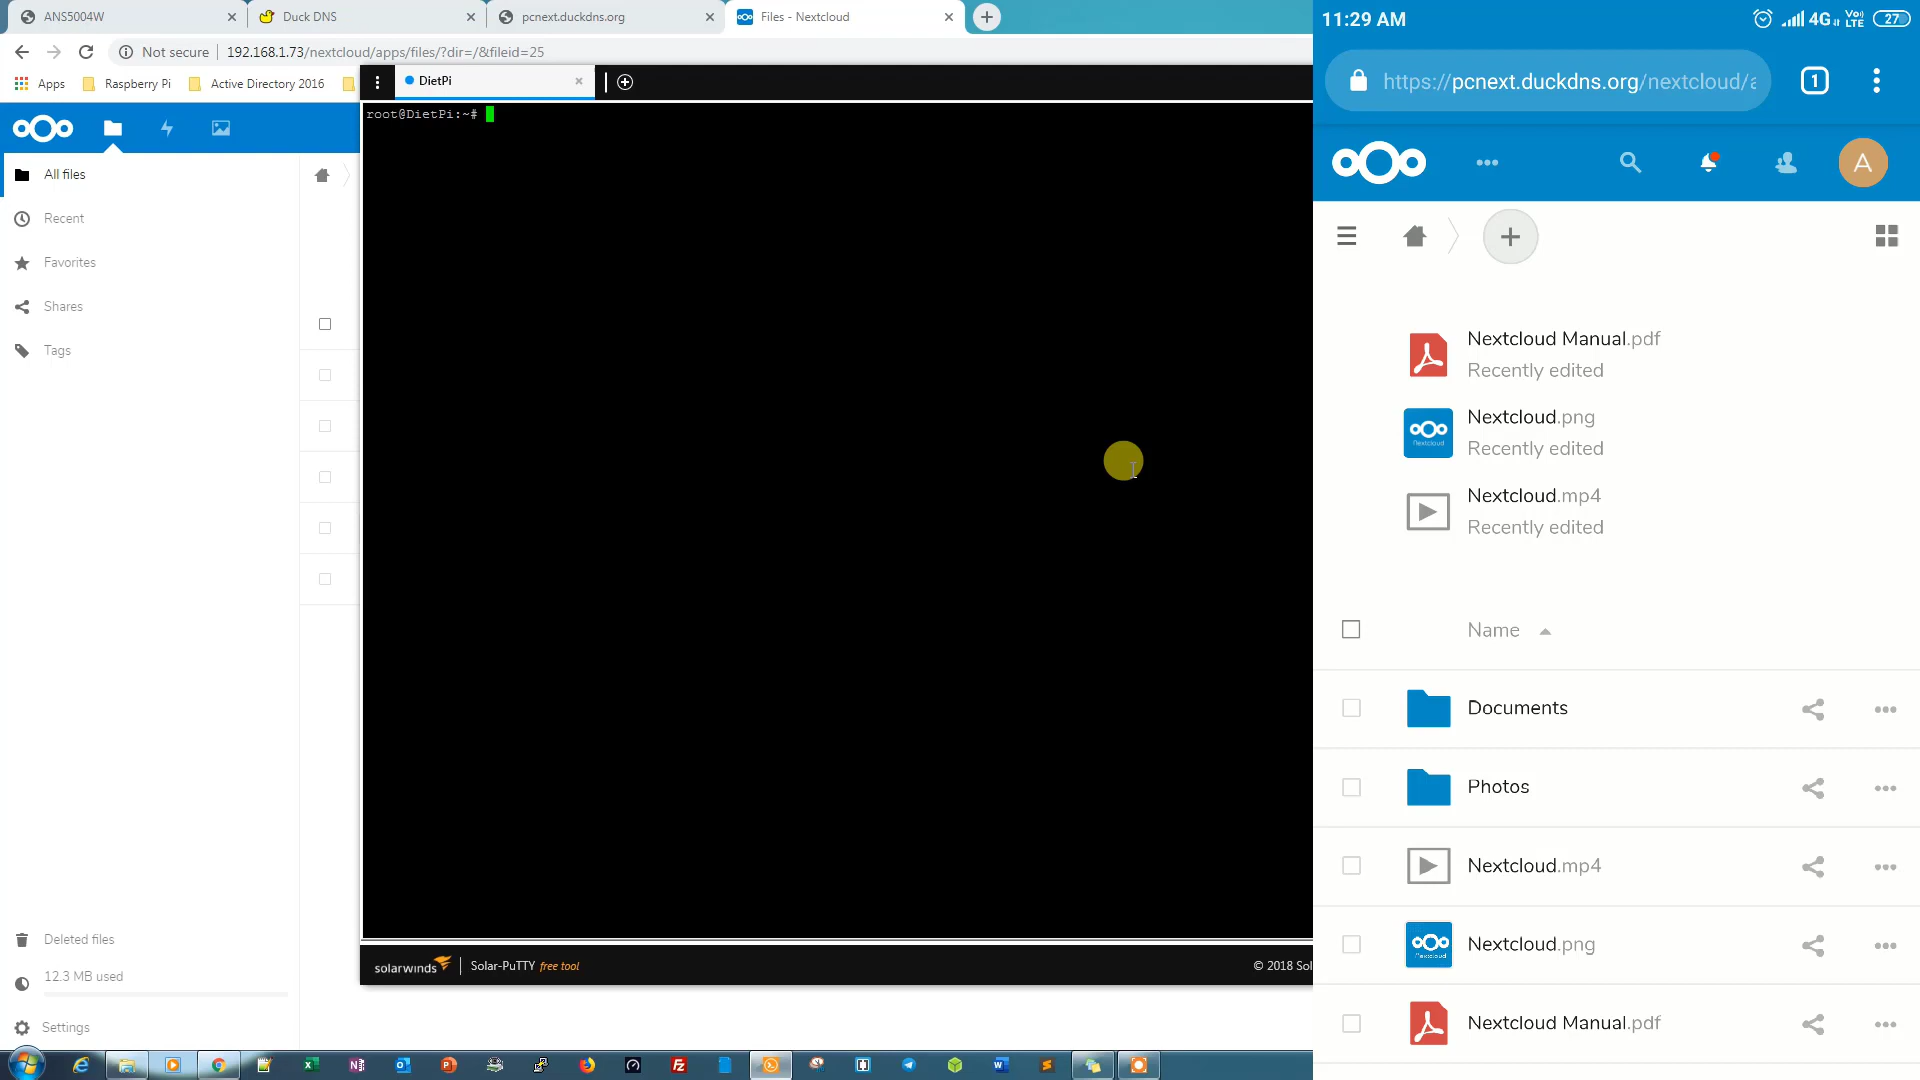 ANS5004W
Duck DNS
pcnext.duckdns.org
Files - Nextcloud
Not secure
192.168.1.73/nextcloud/apps/files/?dir=/&fileid=25
Apps
Raspberry Pi
Active Directory 2016
All files
Recent
Favorites
Shares
Tags
Deleted files
12.3 MB used
Settings
DietPi
root@DietPi:~#
solarwinds
Solar-PuTTY free tool
© 2018 Sol
11:29 AM
4G
Vo)) LTE
27
https://pcnext.duckdns.org/nextcloud/a
1
A
Nextcloud Manual.pdf
Recently edited
Nextcloud.png
Recently edited
Nextcloud.mp4
Recently edited
Name
Documents
Photos
Nextcloud.mp4
Nextcloud.png
Nextcloud Manual.pdf